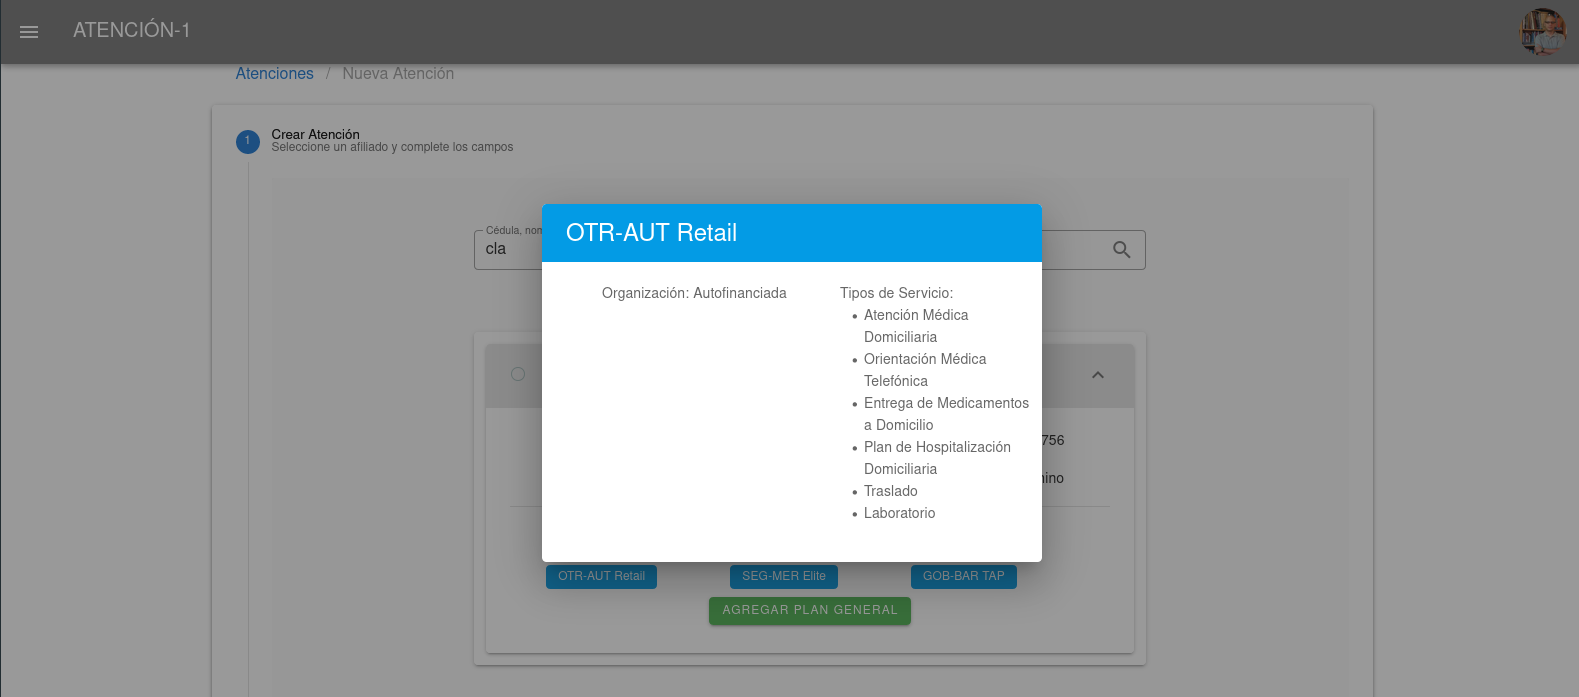 ATENCIÓN-1
Atenciones / Nueva Atención
1
Crear Atención
Seleccione un afiliado y complete los campos
Cédula, nom
cla
OTR-AUT Retail
Organización: Autofinanciada
Tipos de Servicio:
• Atención Médica
Domiciliaria
• Orientación Médica
Telefónica
• Entrega de Medicamentos
a Domicilio
• Plan de Hospitalización
Domiciliaria
• Traslado
• Laboratorio
756
nino
OTR-AUT Retail SEG-MER Elite GOB-BAR TAP
AGREGAR PLAN GENERAL